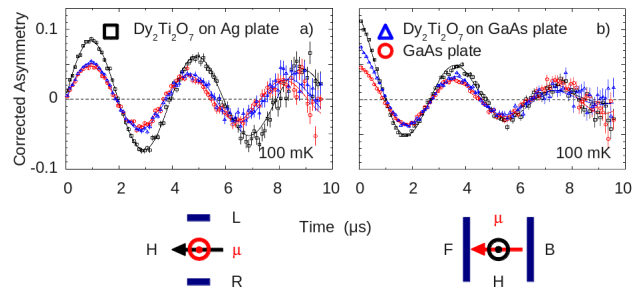 Dy2Ti2O7 on Ag plate a)
Dy2Ti2O7 on GaAs plate b)
GaAs plate
Corrected Asymmetry
0.1
0
-0.1
100 mK
100 mK
0 2 4 6 8 10
0 2 4 6 8 10
Time (μs)
L
H μ
R
μ
F B
H